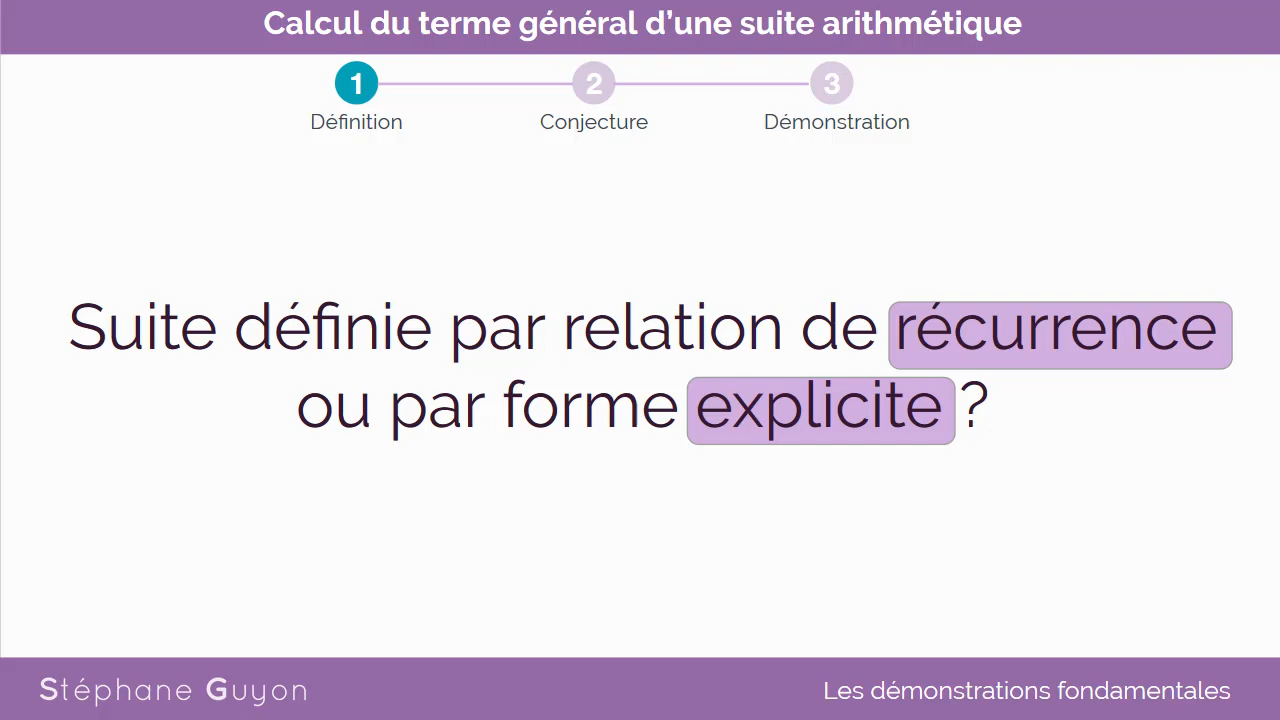 Calcul du terme général d’une suite arithmétique
1 2 3
Définition Conjecture Démonstration
Suite définie par relation de récurrence
ou par forme explicite ?
Stéphane Guyon
Les démonstrations fondamentales